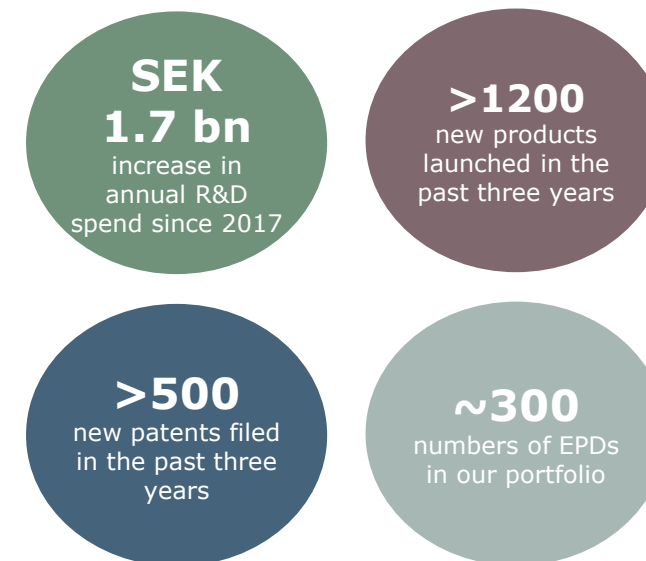 SEK
1.7 bn
increase in
annual R&D
spend since 2017
>1200
new products
launched in the
past three years
>500
new patents filed
in the past three
years
~300
numbers of EPDs
in our portfolio